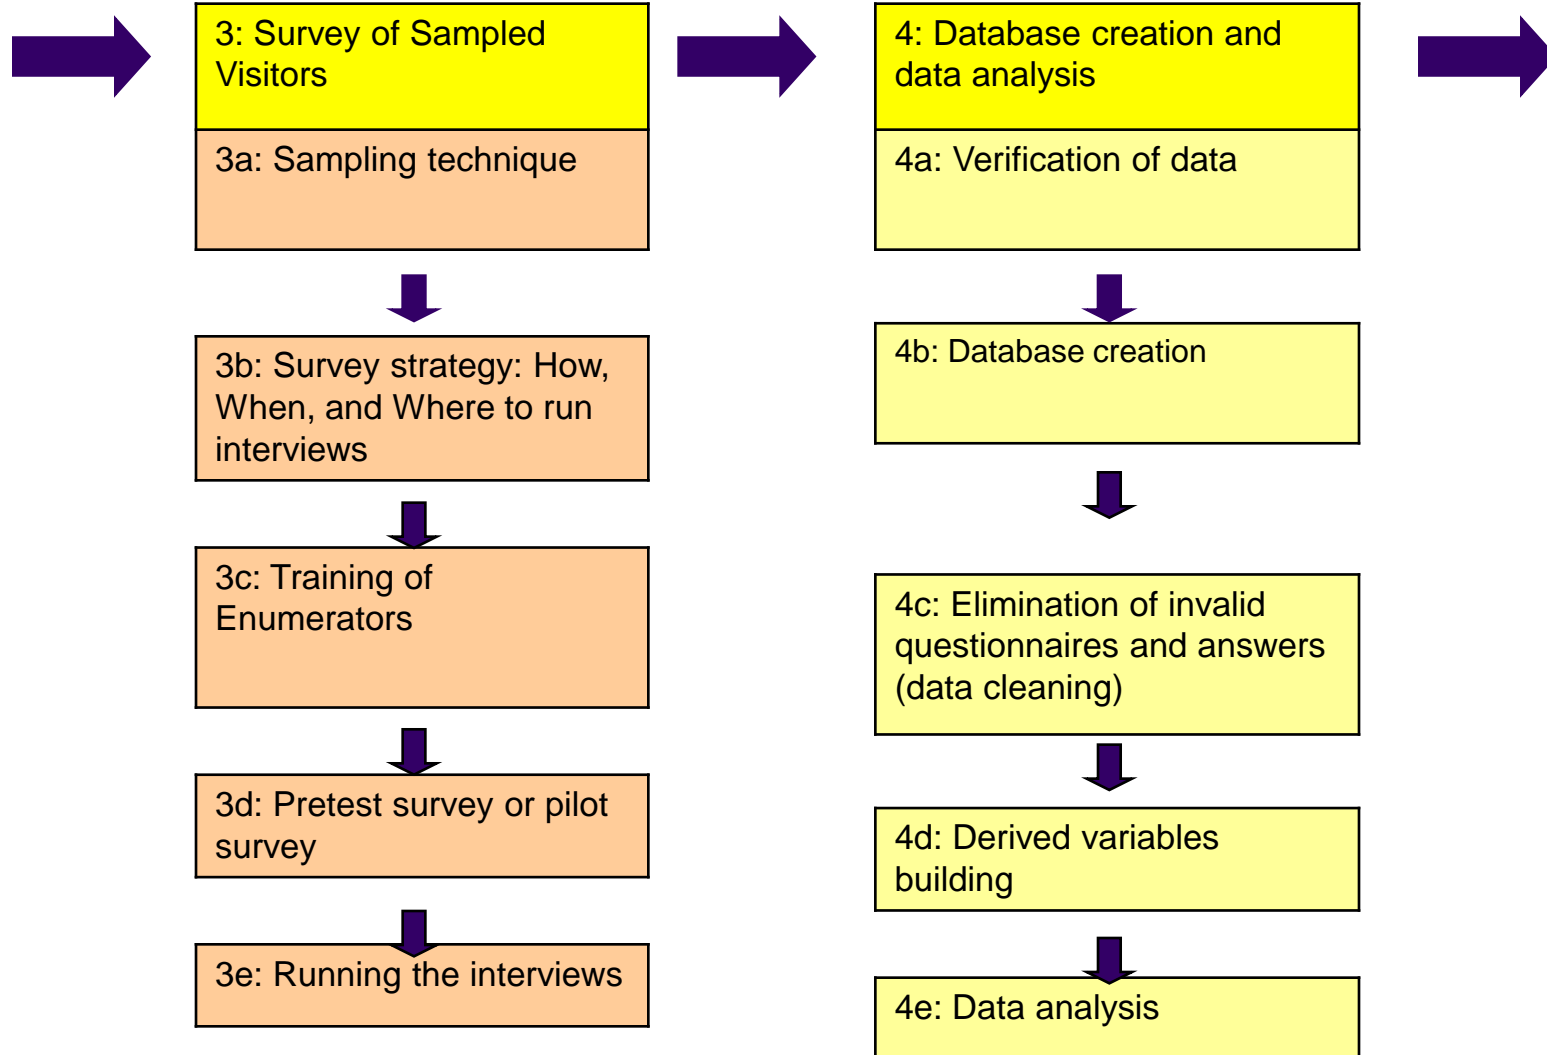 3: Survey of Sampled
Visitors
3a: Sampling technique
3b: Survey strategy: How,
When, and Where to run
interviews
3c: Training of
Enumerators
3d: Pretest survey or pilot
survey
3e: Running the interviews
4: Database creation and
data analysis
4a: Verification of data
4b: Database creation
4c: Elimination of invalid
questionnaires and answers
(data cleaning)
4d: Derived variables
building
4e: Data analysis